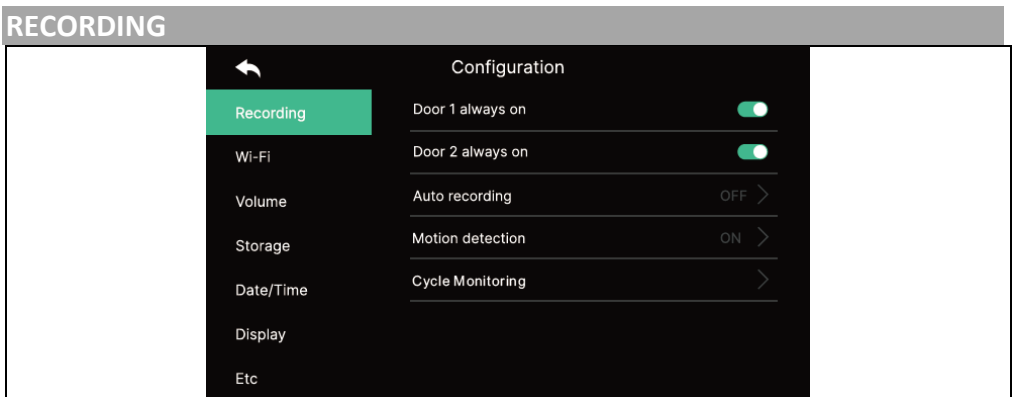 RECORDING
Configuration
Recording
Door 1 always on
Wi-Fi
Door 2 always on
Volume
Auto recording OFF
Storage
Motion detection ON
Date/Time
Cycle Monitoring
Display
Etc